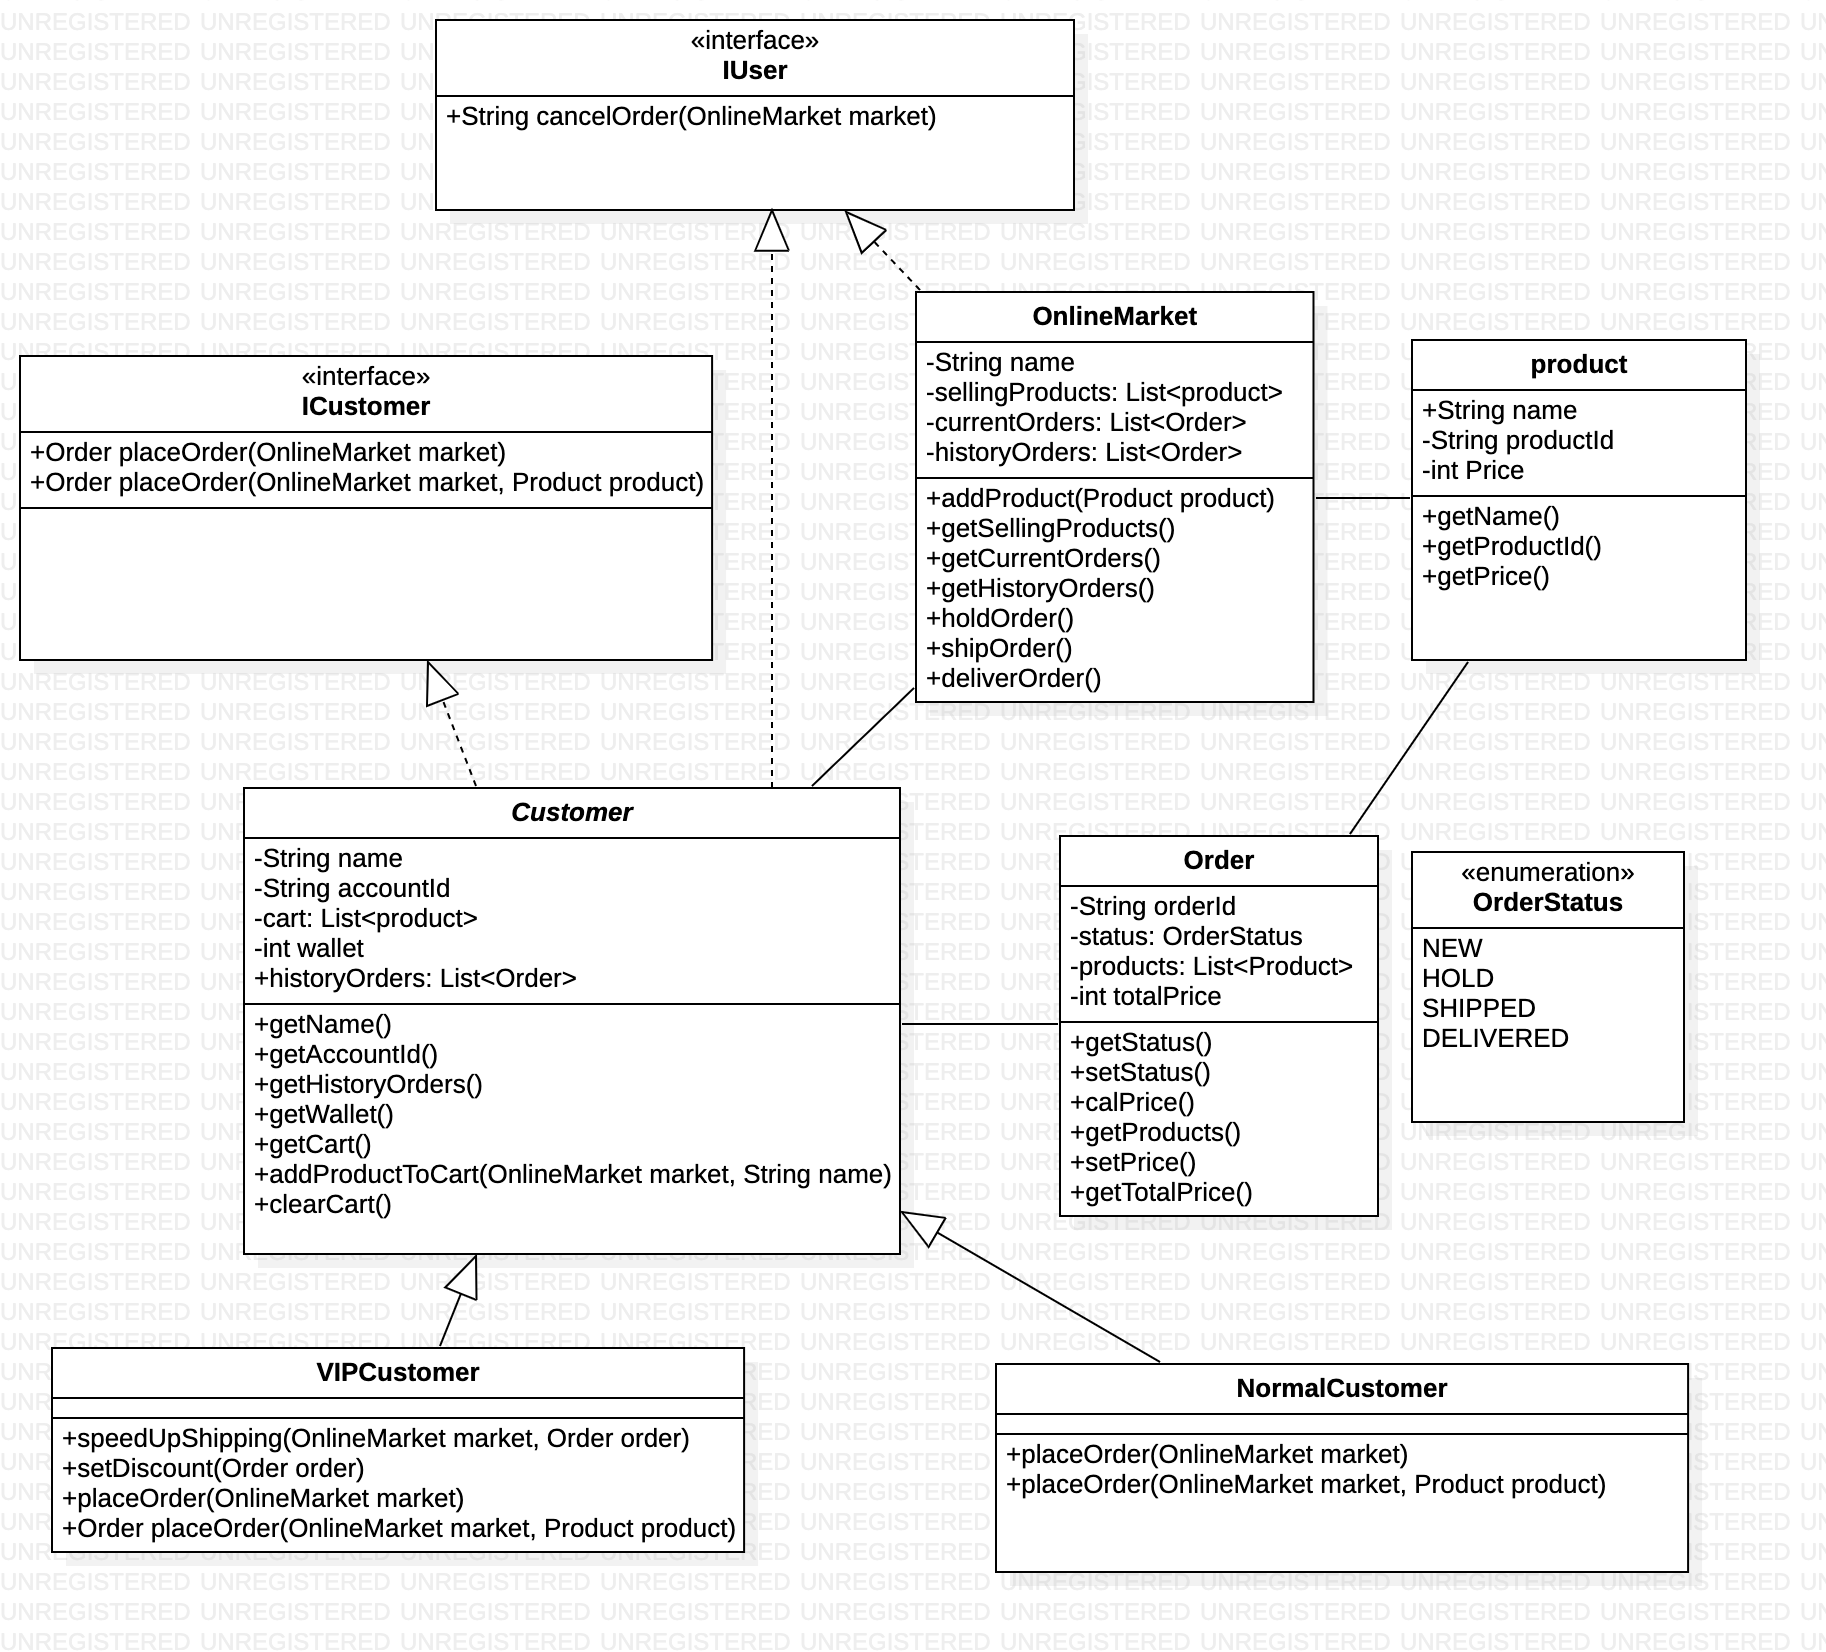 «interface»
IUser
+String cancelOrder(OnlineMarket market)
«interface»
ICustomer
+Order placeOrder(OnlineMarket market)
+Order placeOrder(OnlineMarket market, Product product)
OnlineMarket
-String name
-sellingProducts: List<product>
-currentOrders: List<Order>
-historyOrders: List<Order>
+addProduct(Product product)
+getSellingProducts()
+getCurrentOrders()
+getHistoryOrders()
+holdOrder()
+shipOrder()
+deliverOrder()
product
+String name
-String productId
-int Price
+getName()
+getProductId()
+getPrice()
Customer
-String name
-String accountId
-cart: List<product>
-int wallet
+historyOrders: List<Order>
+getName()
+getAccountId()
+getHistoryOrders()
+getWallet()
+getCart()
+addProductToCart(OnlineMarket market, String name)
+clearCart()
Order
-String orderId
-status: OrderStatus
-products: List<Product>
-int totalPrice
+getStatus()
+setStatus()
+calPrice()
+getProducts()
+setPrice()
+getTotalPrice()
«enumeration»
OrderStatus
NEW
HOLD
SHIPPED
DELIVERED
VIPCustomer
+speedUpShipping(OnlineMarket market, Order order)
+setDiscount(Order order)
+placeOrder(OnlineMarket market)
+Order placeOrder(OnlineMarket market, Product product)
NormalCustomer
+placeOrder(OnlineMarket market)
+placeOrder(OnlineMarket market, Product product)
UNREGISTERED